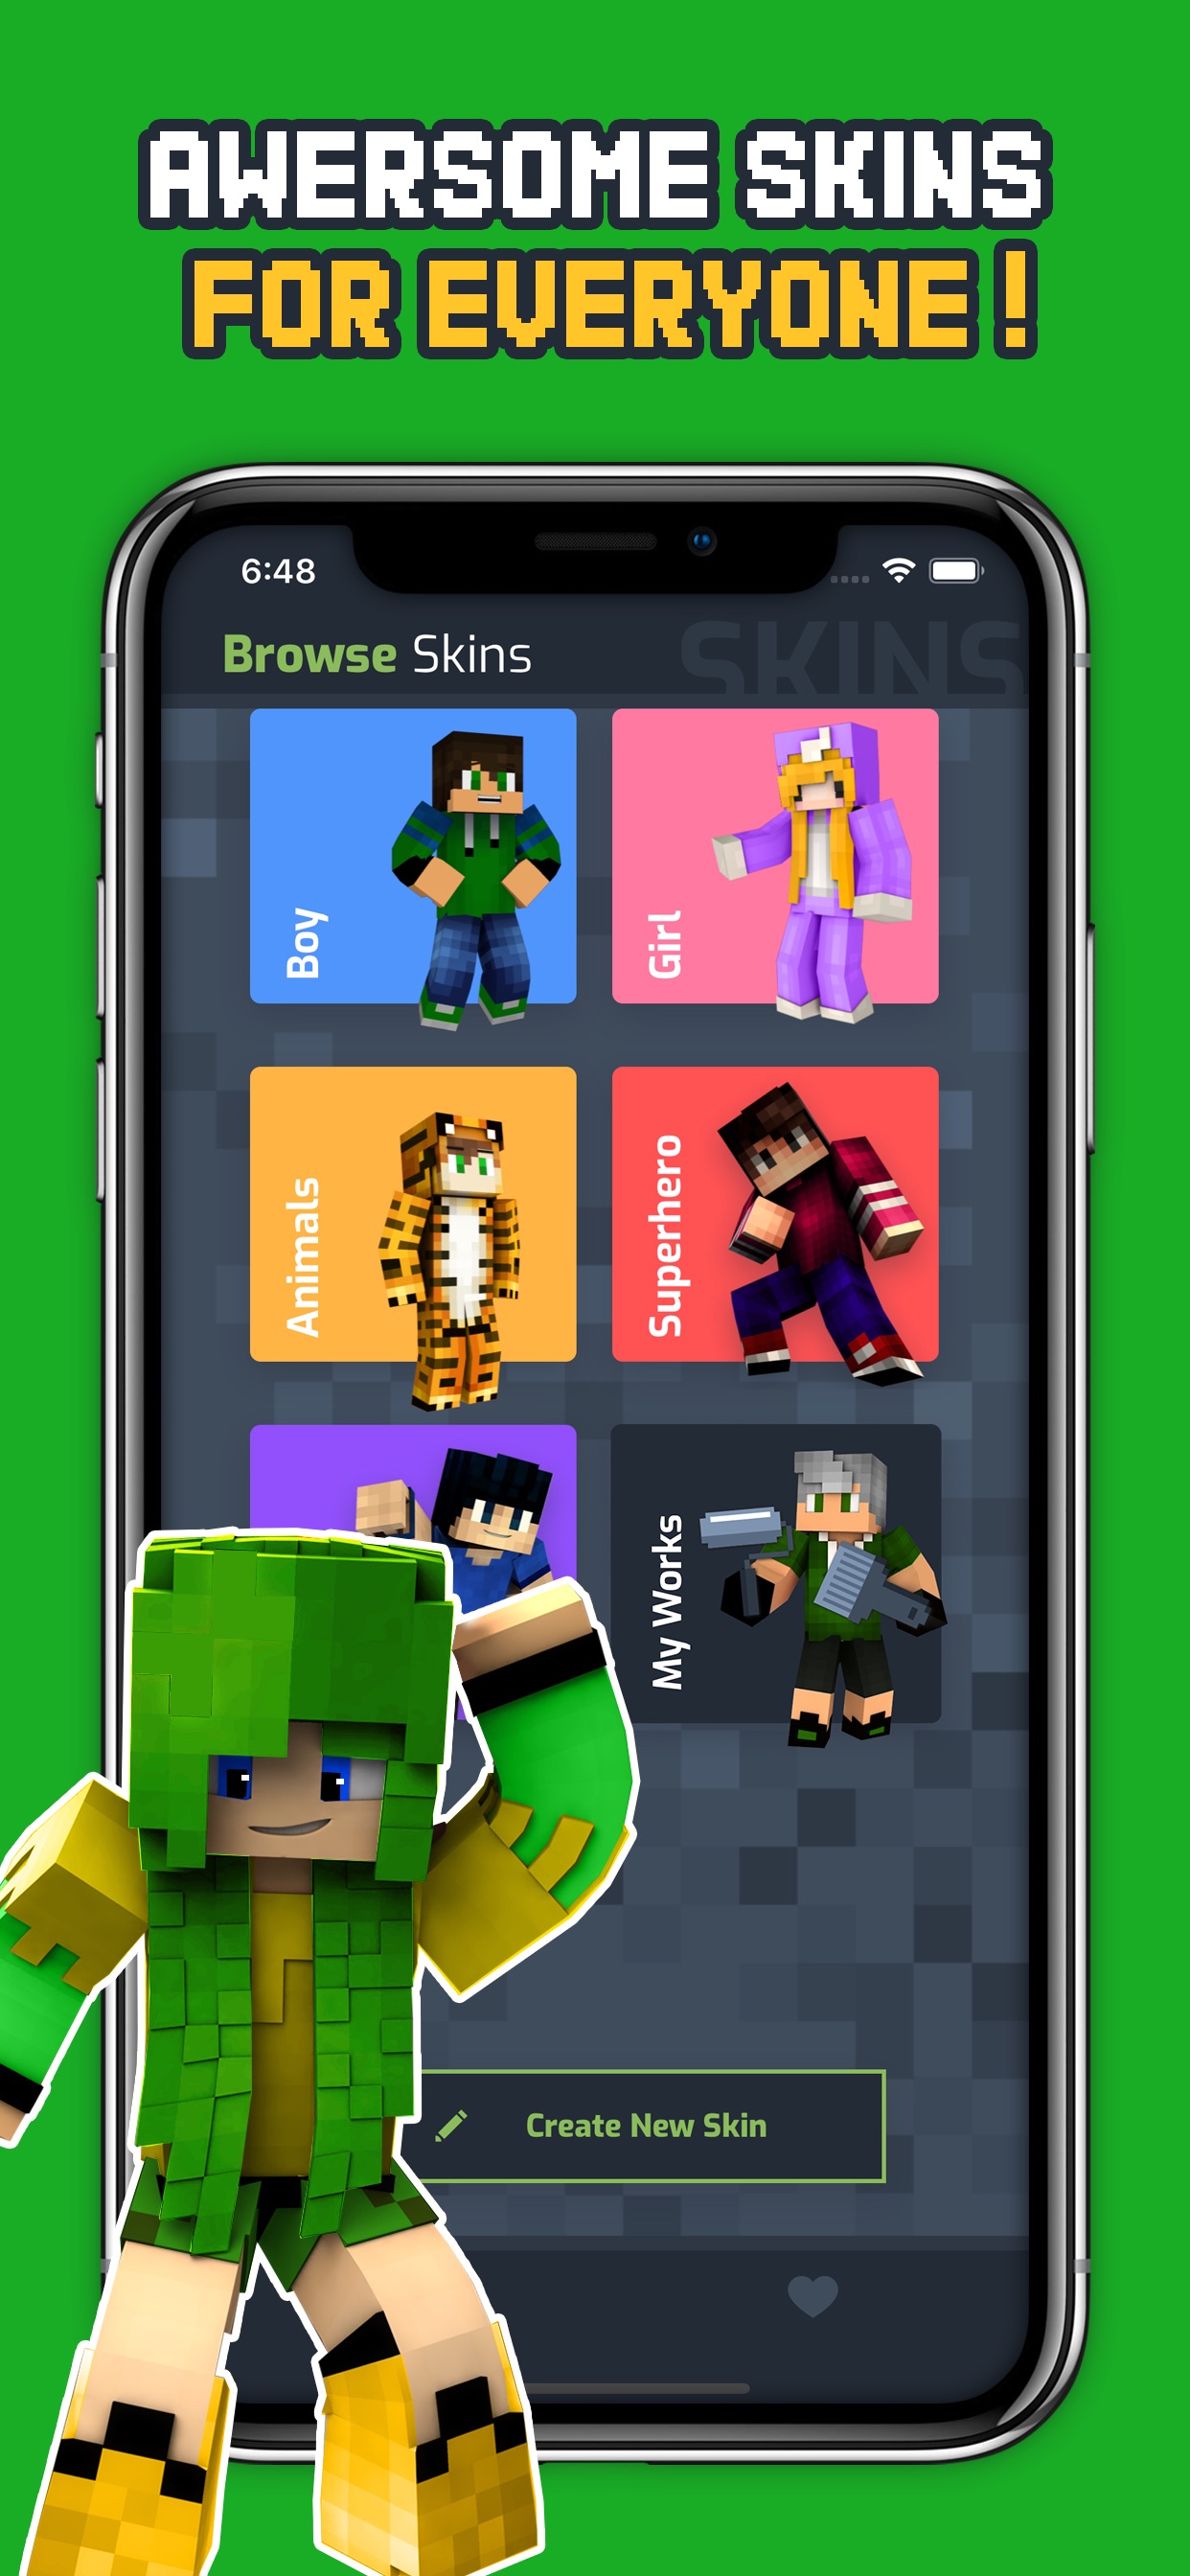 AWERSOME SKINS
FOR EVERYONE !
6:48
Browse Skins
SKINS
Boy
Girl
Animals
Superhero
My Works
Create New Skin